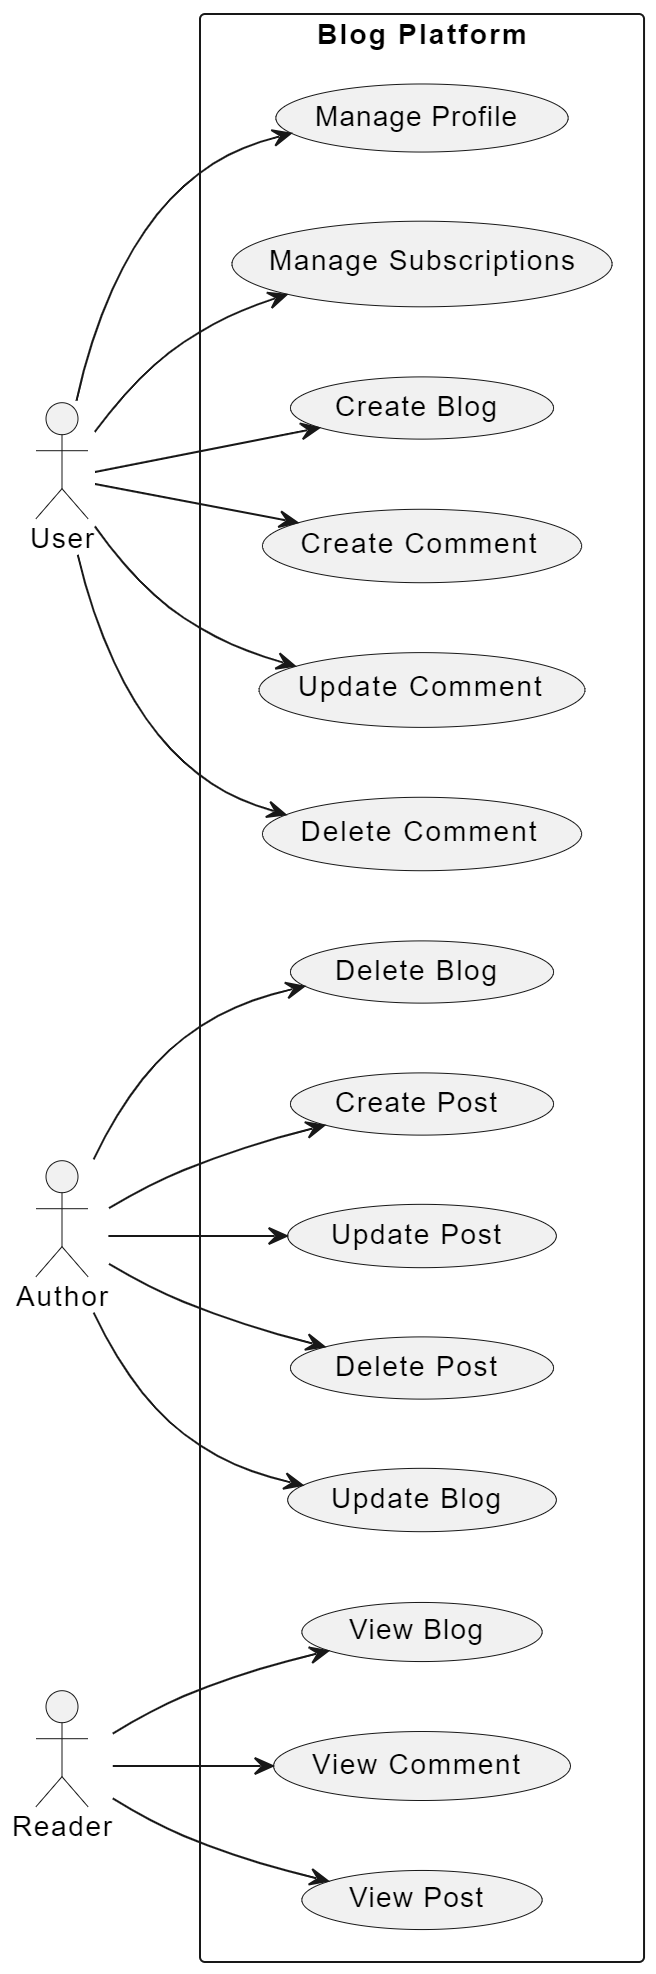 Blog Platform
Manage Profile
Manage Subscriptions
Create Blog
Create Comment
User
Update Comment
Delete Comment
Delete Blog
Create Post
Update Post
Author
Delete Post
Update Blog
View Blog
View Comment
Reader
View Post